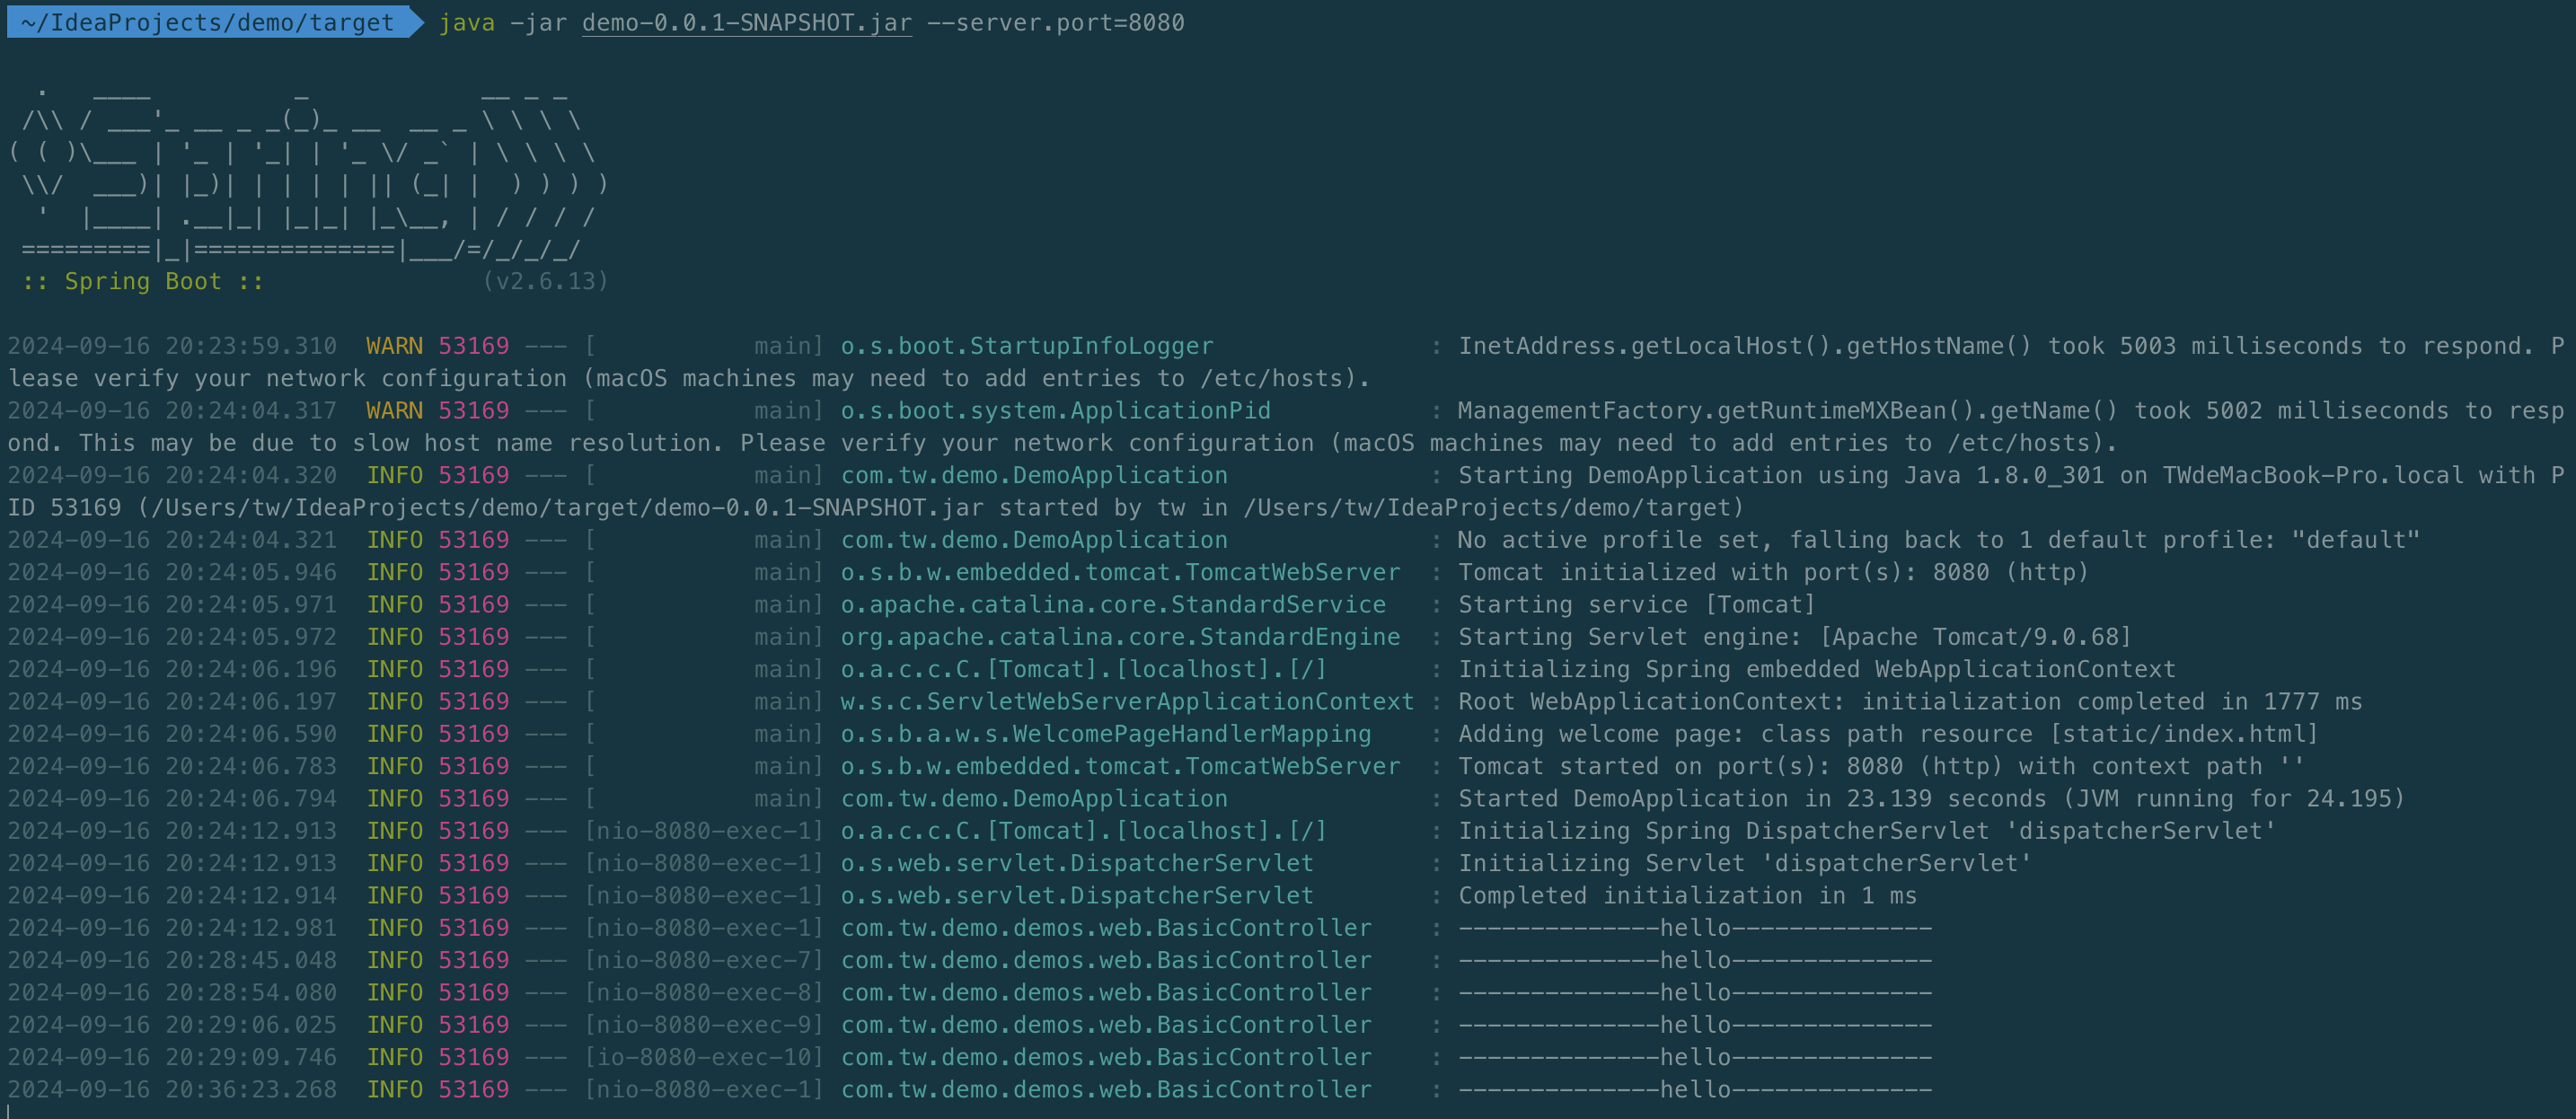 ~/IdeaProjects/demo/target java -jar demo-0.0.1-SNAPSHOT.jar --server.port=8080
  .   ____          _            __ _ _
 /\\ / ___'_ __ _ _(_)_ __  __ _ \ \ \ \
( ( )\___ | '_ | '_| | '_ \/ _` | \ \ \ \
 \\/  ___)| |_)| | | | | || (_| |  ) ) ) )
  '  |____| .__|_| |_|_| |_\__, | / / / /
 =========|_|==============|___/=/_/_/_/
 :: Spring Boot ::               (v2.6.13)
2024-09-16 20:23:59.310  WARN 53169 --- [           main] o.s.boot.StartupInfoLogger               : InetAddress.getLocalHost().getHostName() took 5003 milliseconds to respond. P
lease verify your network configuration (macOS machines may need to add entries to /etc/hosts).
2024-09-16 20:24:04.317  WARN 53169 --- [           main] o.s.boot.system.ApplicationPid           : ManagementFactory.getRuntimeMXBean().getName() took 5002 milliseconds to resp
ond. This may be due to slow host name resolution. Please verify your network configuration (macOS machines may need to add entries to /etc/hosts).
2024-09-16 20:24:04.320  INFO 53169 --- [           main] com.tw.demo.DemoApplication              : Starting DemoApplication using Java 1.8.0_301 on TWdeMacBook-Pro.local with P
ID 53169 (/Users/tw/IdeaProjects/demo/target/demo-0.0.1-SNAPSHOT.jar started by tw in /Users/tw/IdeaProjects/demo/target)
2024-09-16 20:24:04.321  INFO 53169 --- [           main] com.tw.demo.DemoApplication              : No active profile set, falling back to 1 default profile: "default"
2024-09-16 20:24:05.946  INFO 53169 --- [           main] o.s.b.w.embedded.tomcat.TomcatWebServer  : Tomcat initialized with port(s): 8080 (http)
2024-09-16 20:24:05.971  INFO 53169 --- [           main] o.apache.catalina.core.StandardService   : Starting service [Tomcat]
2024-09-16 20:24:05.972  INFO 53169 --- [           main] org.apache.catalina.core.StandardEngine  : Starting Servlet engine: [Apache Tomcat/9.0.68]
2024-09-16 20:24:06.196  INFO 53169 --- [           main] o.a.c.c.C.[Tomcat].[localhost].[/]       : Initializing Spring embedded WebApplicationContext
2024-09-16 20:24:06.197  INFO 53169 --- [           main] w.s.c.ServletWebServerApplicationContext : Root WebApplicationContext: initialization completed in 1777 ms
2024-09-16 20:24:06.590  INFO 53169 --- [           main] o.s.b.a.w.s.WelcomePageHandlerMapping    : Adding welcome page: class path resource [static/index.html]
2024-09-16 20:24:06.783  INFO 53169 --- [           main] o.s.b.w.embedded.tomcat.TomcatWebServer  : Tomcat started on port(s): 8080 (http) with context path ''
2024-09-16 20:24:06.794  INFO 53169 --- [           main] com.tw.demo.DemoApplication              : Started DemoApplication in 23.139 seconds (JVM running for 24.195)
2024-09-16 20:24:12.913  INFO 53169 --- [nio-8080-exec-1] o.a.c.c.C.[Tomcat].[localhost].[/]       : Initializing Spring DispatcherServlet 'dispatcherServlet'
2024-09-16 20:24:12.913  INFO 53169 --- [nio-8080-exec-1] o.s.web.servlet.DispatcherServlet        : Initializing Servlet 'dispatcherServlet'
2024-09-16 20:24:12.914  INFO 53169 --- [nio-8080-exec-1] o.s.web.servlet.DispatcherServlet        : Completed initialization in 1 ms
2024-09-16 20:24:12.981  INFO 53169 --- [nio-8080-exec-1] com.tw.demo.demos.web.BasicController    : --------------hello--------------
2024-09-16 20:28:45.048  INFO 53169 --- [nio-8080-exec-7] com.tw.demo.demos.web.BasicController    : --------------hello--------------
2024-09-16 20:28:54.080  INFO 53169 --- [nio-8080-exec-8] com.tw.demo.demos.web.BasicController    : --------------hello--------------
2024-09-16 20:29:06.025  INFO 53169 --- [nio-8080-exec-9] com.tw.demo.demos.web.BasicController    : --------------hello--------------
2024-09-16 20:29:09.746  INFO 53169 --- [io-8080-exec-10] com.tw.demo.demos.web.BasicController    : --------------hello--------------
2024-09-16 20:36:23.268  INFO 53169 --- [nio-8080-exec-1] com.tw.demo.demos.web.BasicController    : --------------hello--------------